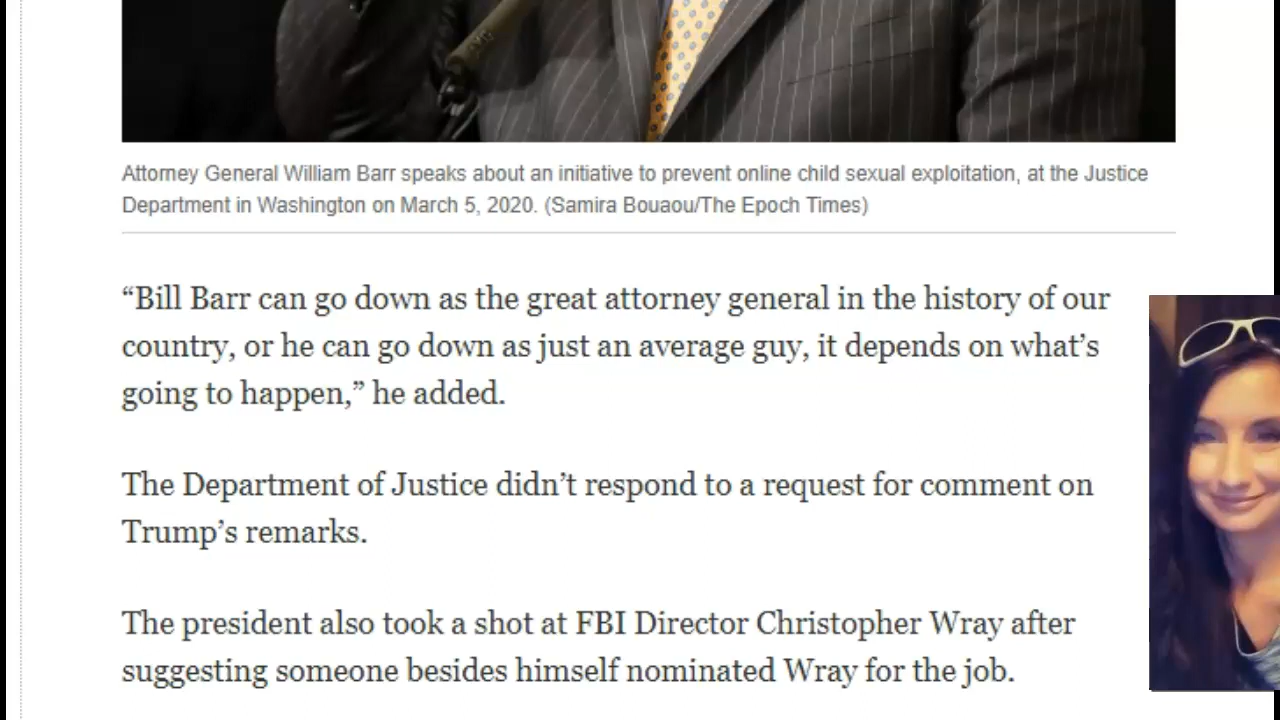 Attorney General William Barr speaks about an initiative to prevent online child sexual exploitation, at the Justice
Department in Washington on March 5, 2020. (Samira Bouaou/The Epoch Times)
“Bill Barr can go down as the great attorney general in the history of our
country, or he can go down as just an average guy, it depends on what’s
going to happen,” he added.
The Department of Justice didn’t respond to a request for comment on
Trump’s remarks.
The president also took a shot at FBI Director Christopher Wray after
suggesting someone besides himself nominated Wray for the job.